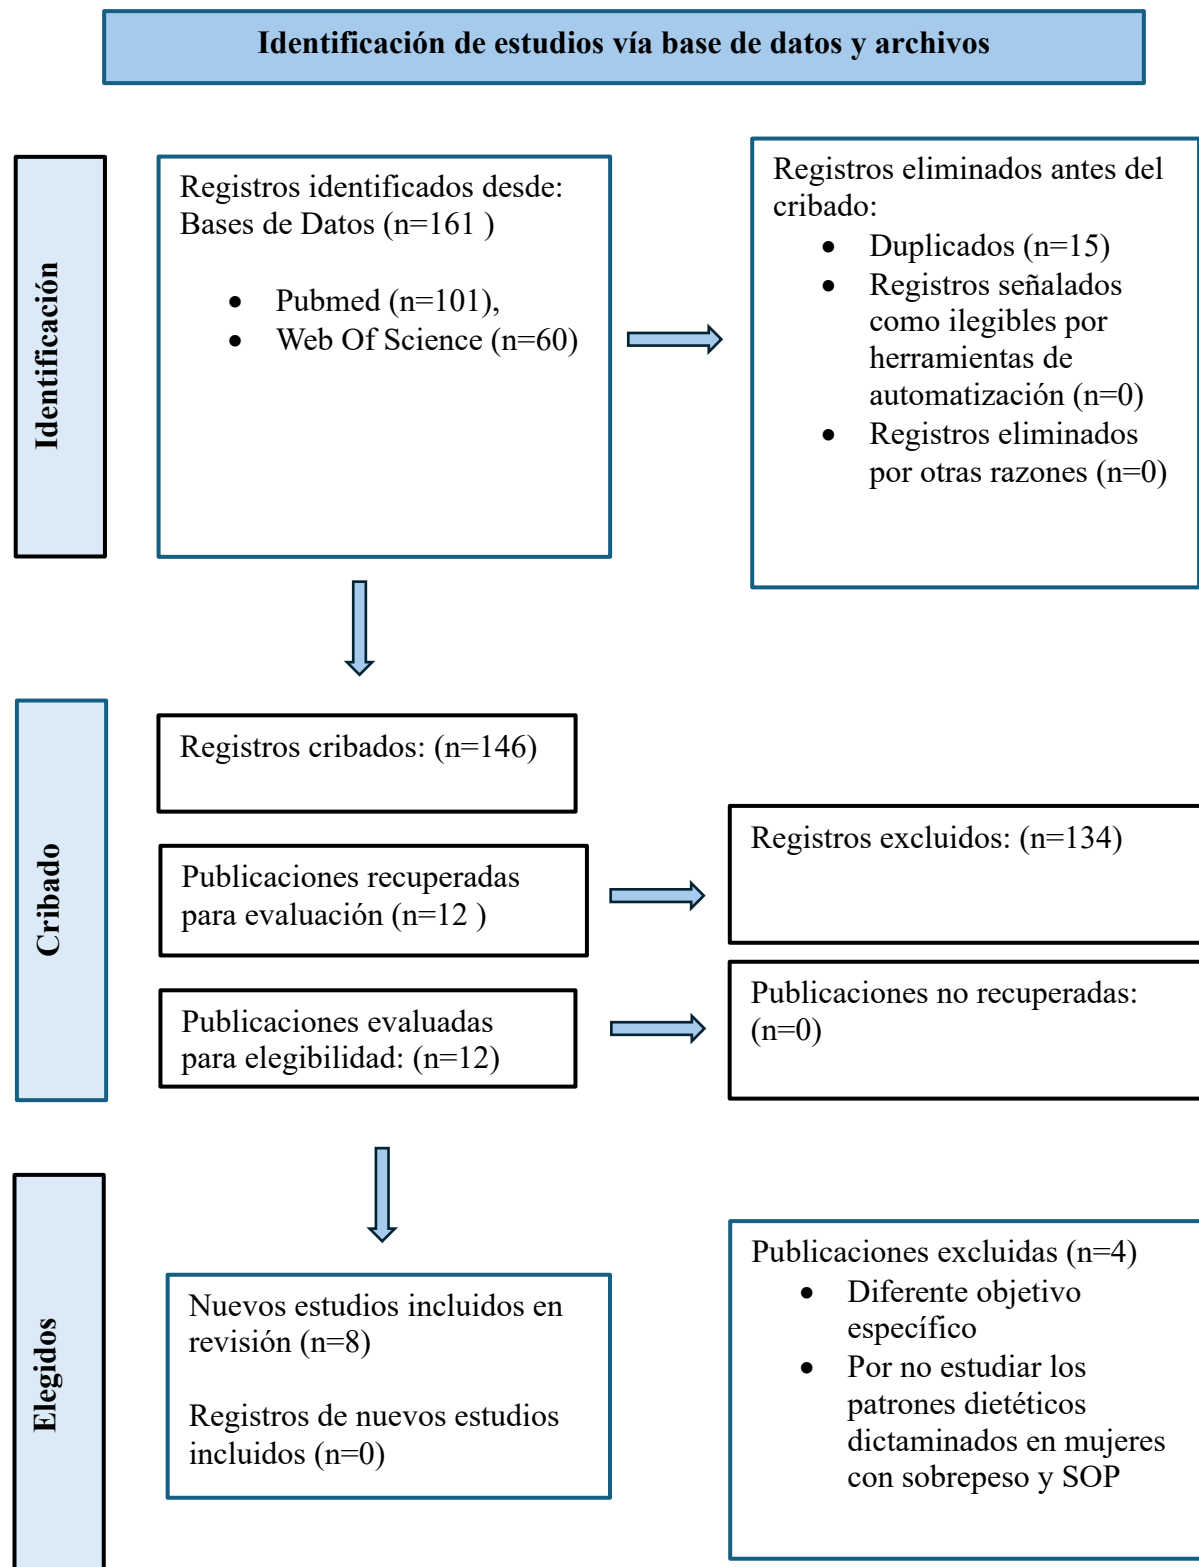 Identificación de estudios vía base de datos y archivos
Identificación
Registros identificados desde:
Bases de Datos (n=161 )
• Pubmed (n=101),
• Web Of Science (n=60)
Registros eliminados antes del
cribado:
• Duplicados (n=15)
• Registros señalados
como ilegibles por
herramientas de
automatización (n=0)
• Registros eliminados
por otras razones (n=0)
Cribado
Registros cribados: (n=146)
Publicaciones recuperadas
para evaluación (n=12 )
Registros excluidos: (n=134)
Publicaciones evaluadas
para elegibilidad: (n=12)
Publicaciones no recuperadas:
(n=0)
Elegidos
Nuevos estudios incluidos en
revisión (n=8)
Registros de nuevos estudios
incluidos (n=0)
Publicaciones excluidas (n=4)
• Diferente objetivo
específico
• Por no estudiar los
patrones dietéticos
dictaminados en mujeres
con sobrepeso y SOP